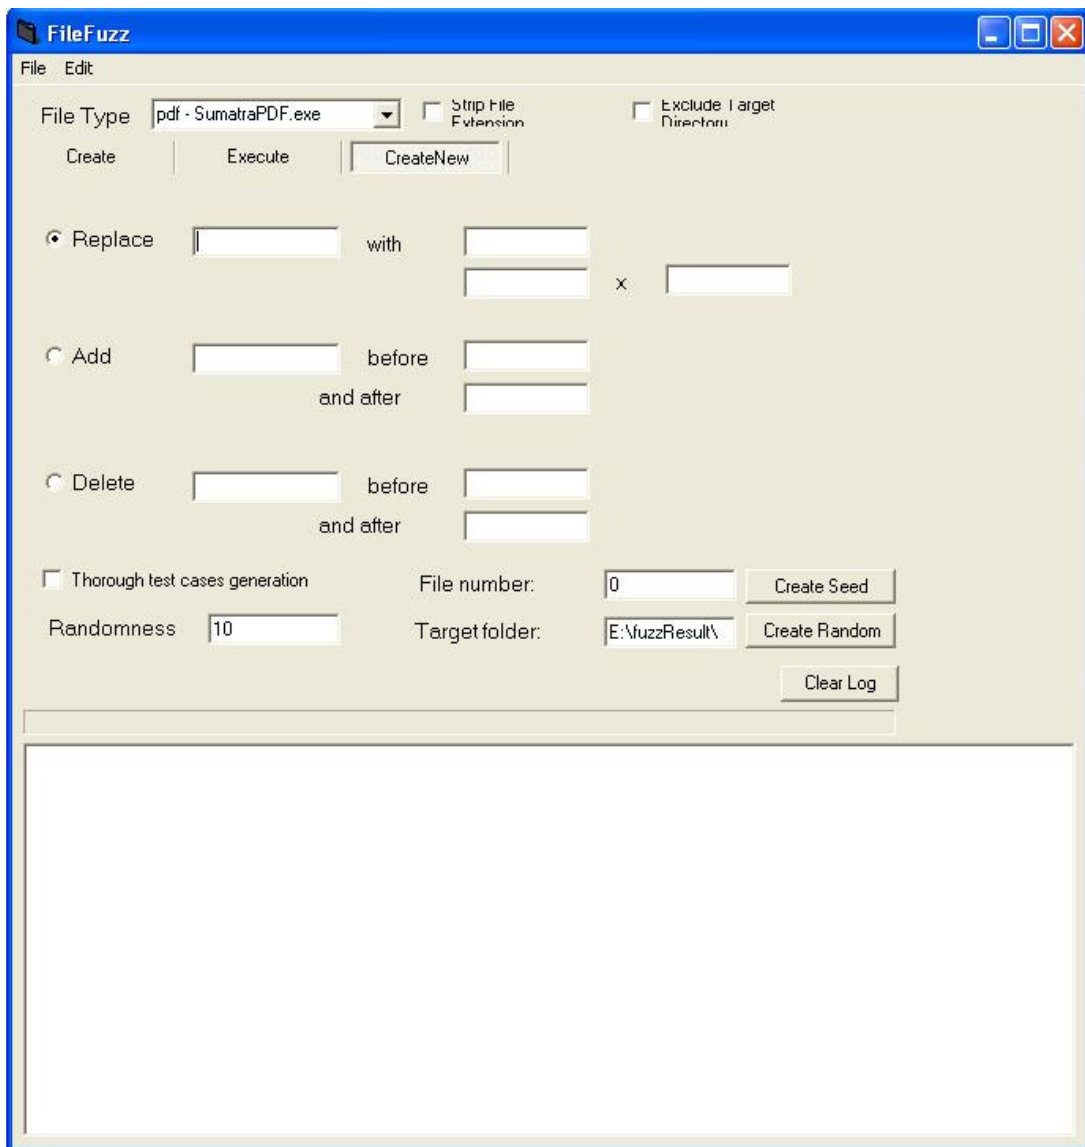 FileFuzz
File Edit
File Type pdf - SumatraPDF.exe Strip File Extension Exclude Target Directory
Create Execute CreateNew
Replace with
x
Add before
and after
Delete before
and after
Thorough test cases generation File number: 0 Create Seed
Randomness 10 Target folder: E:\fuzzResult\ Create Random
Clear Log